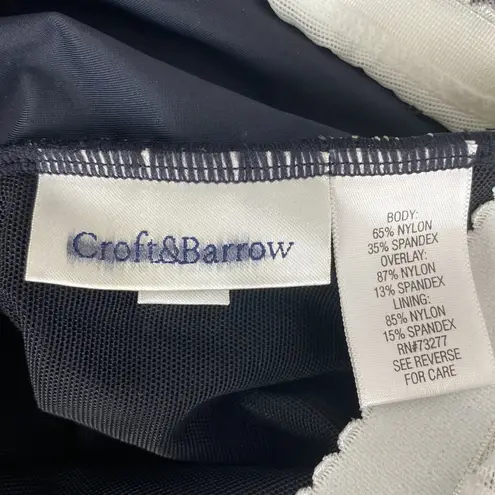 Croft&Barrow
BODY:
65% NYLON
35% SPANDEX
OVERLAY:
87% NYLON
13% SPANDEX
LINING:
85% NYLON
15% SPANDEX
RN#73277
SEE REVERSE
FOR CARE